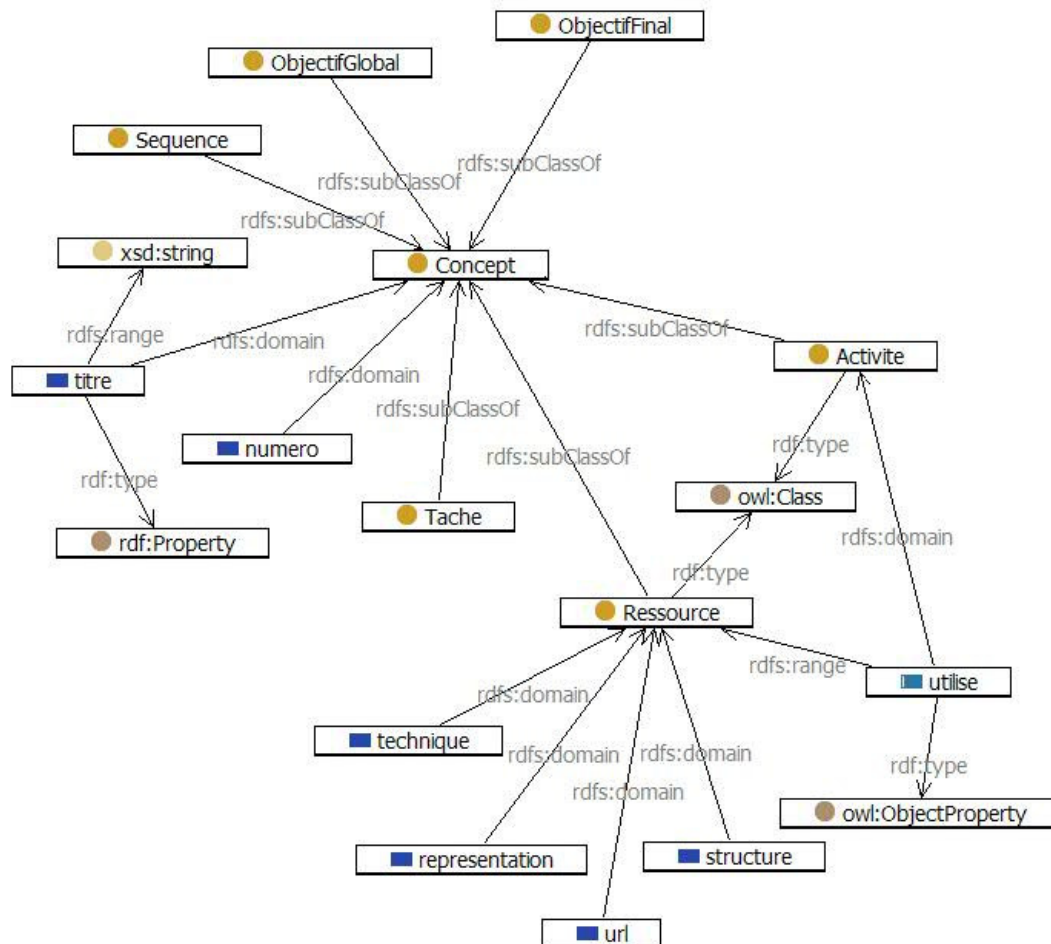 ObjectifFinal
ObjectifGlobal
Sequence
rdfs:subClassOf
rdfs:subClassOf
rdfs:subClassOf
xsd:string
Concept
rdfs:range
rdfs:domain
rdfs:subClassOf
titre
rdfs:domain
Activite
rdfs:subClassOf
numero
rdfs:subClassOf
rdf:type
rdf:type
owl:Class
Tache
rdf:Property
rdfs:domain
rdf:type
Ressource
rdfs:range
utilise
rdfs:domain
technique
rdfs:domain
rdfs:domain
rdf:type
rdfs:domain
owl:ObjectProperty
representation
structure
url